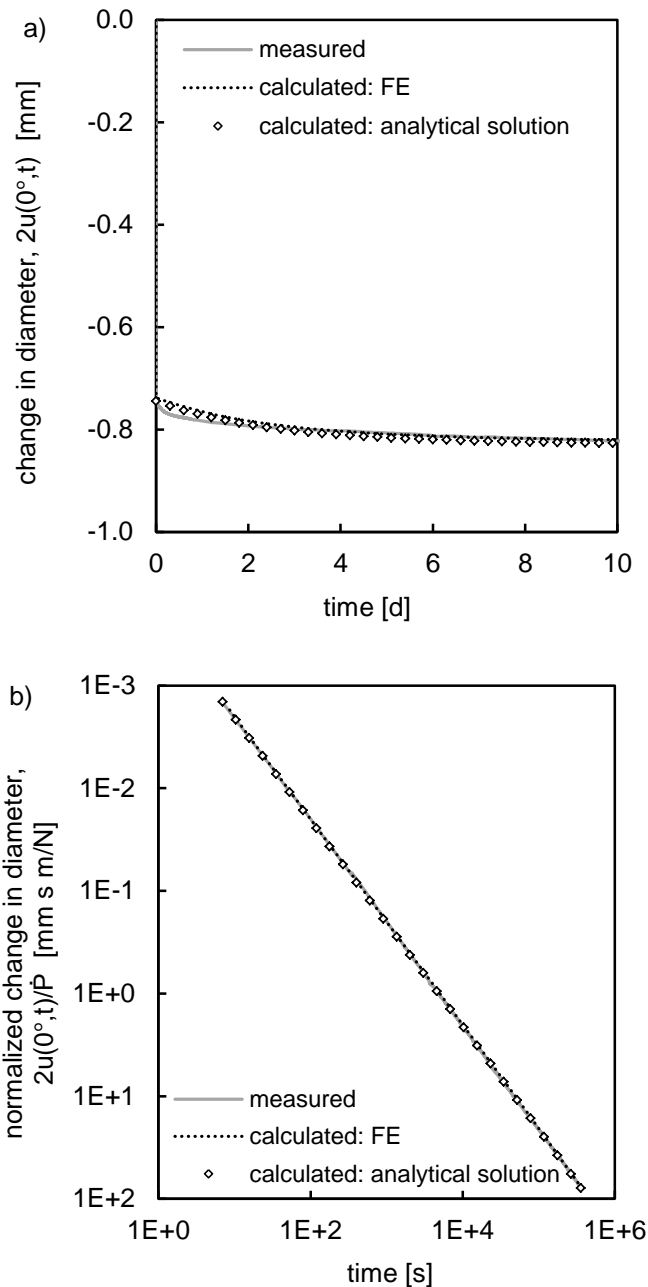 a)
0.0
-0.2
-0.4
-0.6
-0.8
-1.0
change in diameter, 2u(0°,t) [mm]
measured
calculated: FE
calculated: analytical solution
0 2 4 6 8 10
time [d]
b)
1E-3
1E-2
1E-1
1E+0
1E+1
1E+2
normalized change in diameter,
2u(0°,t)/Ṗ [mm s m/N]
measured
calculated: FE
calculated: analytical solution
1E+0 1E+2 1E+4 1E+6
time [s]